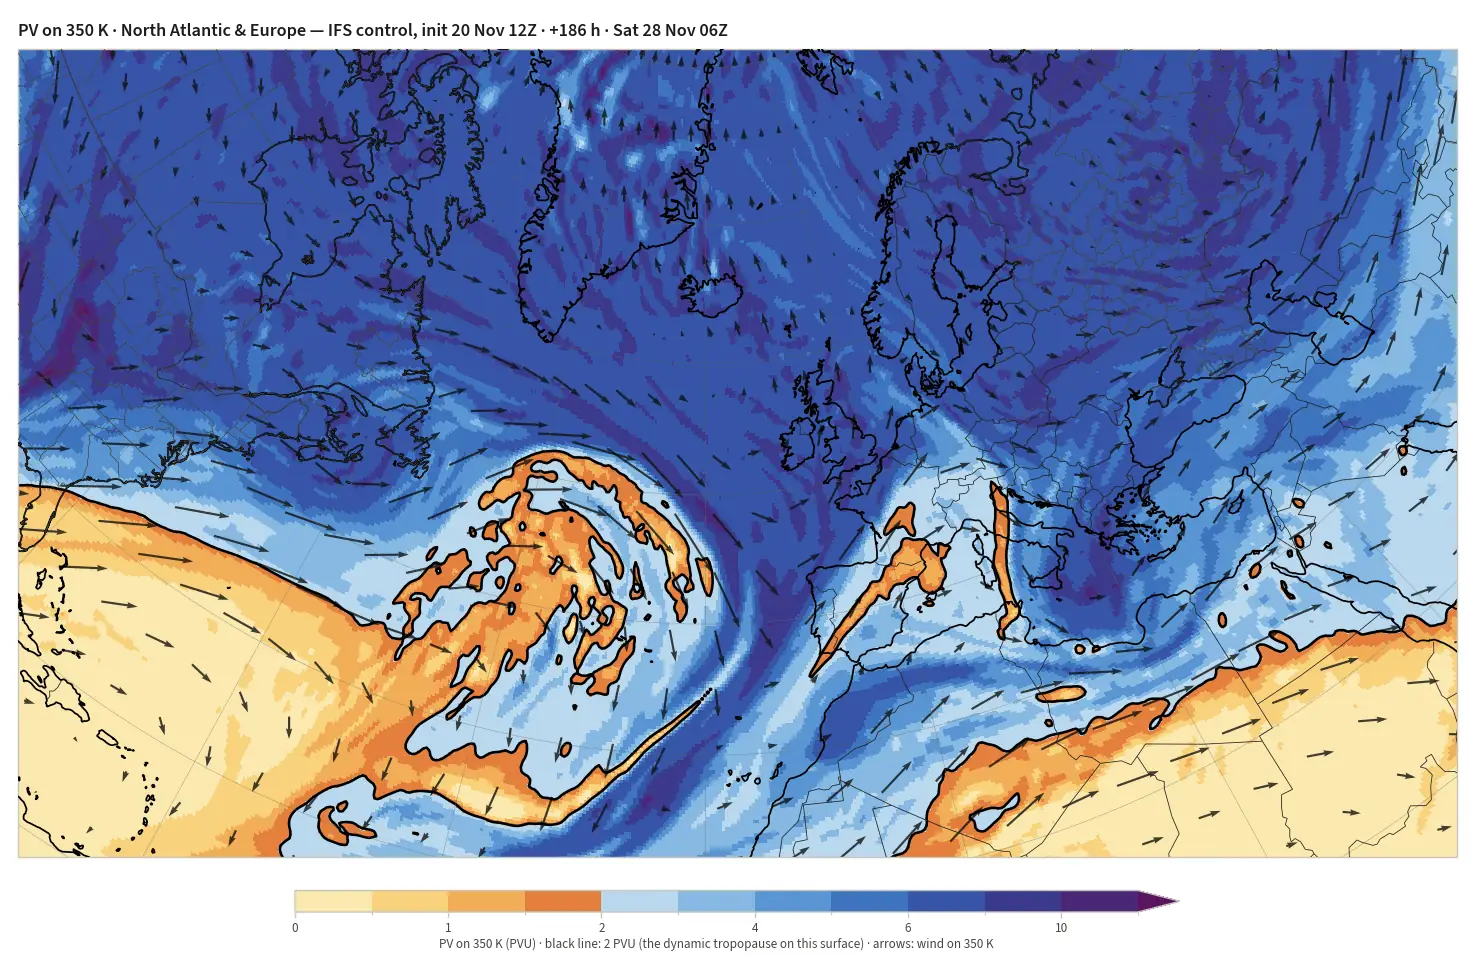 PV on 350 K · North Atlantic & Europe — IFS control, init 20 Nov 12Z · +186 h · Sat 28 Nov 06Z
0 1 2 4 6 10
PV on 350 K (PVU) · black line: 2 PVU (the dynamic tropopause on this surface) · arrows: wind on 350 K